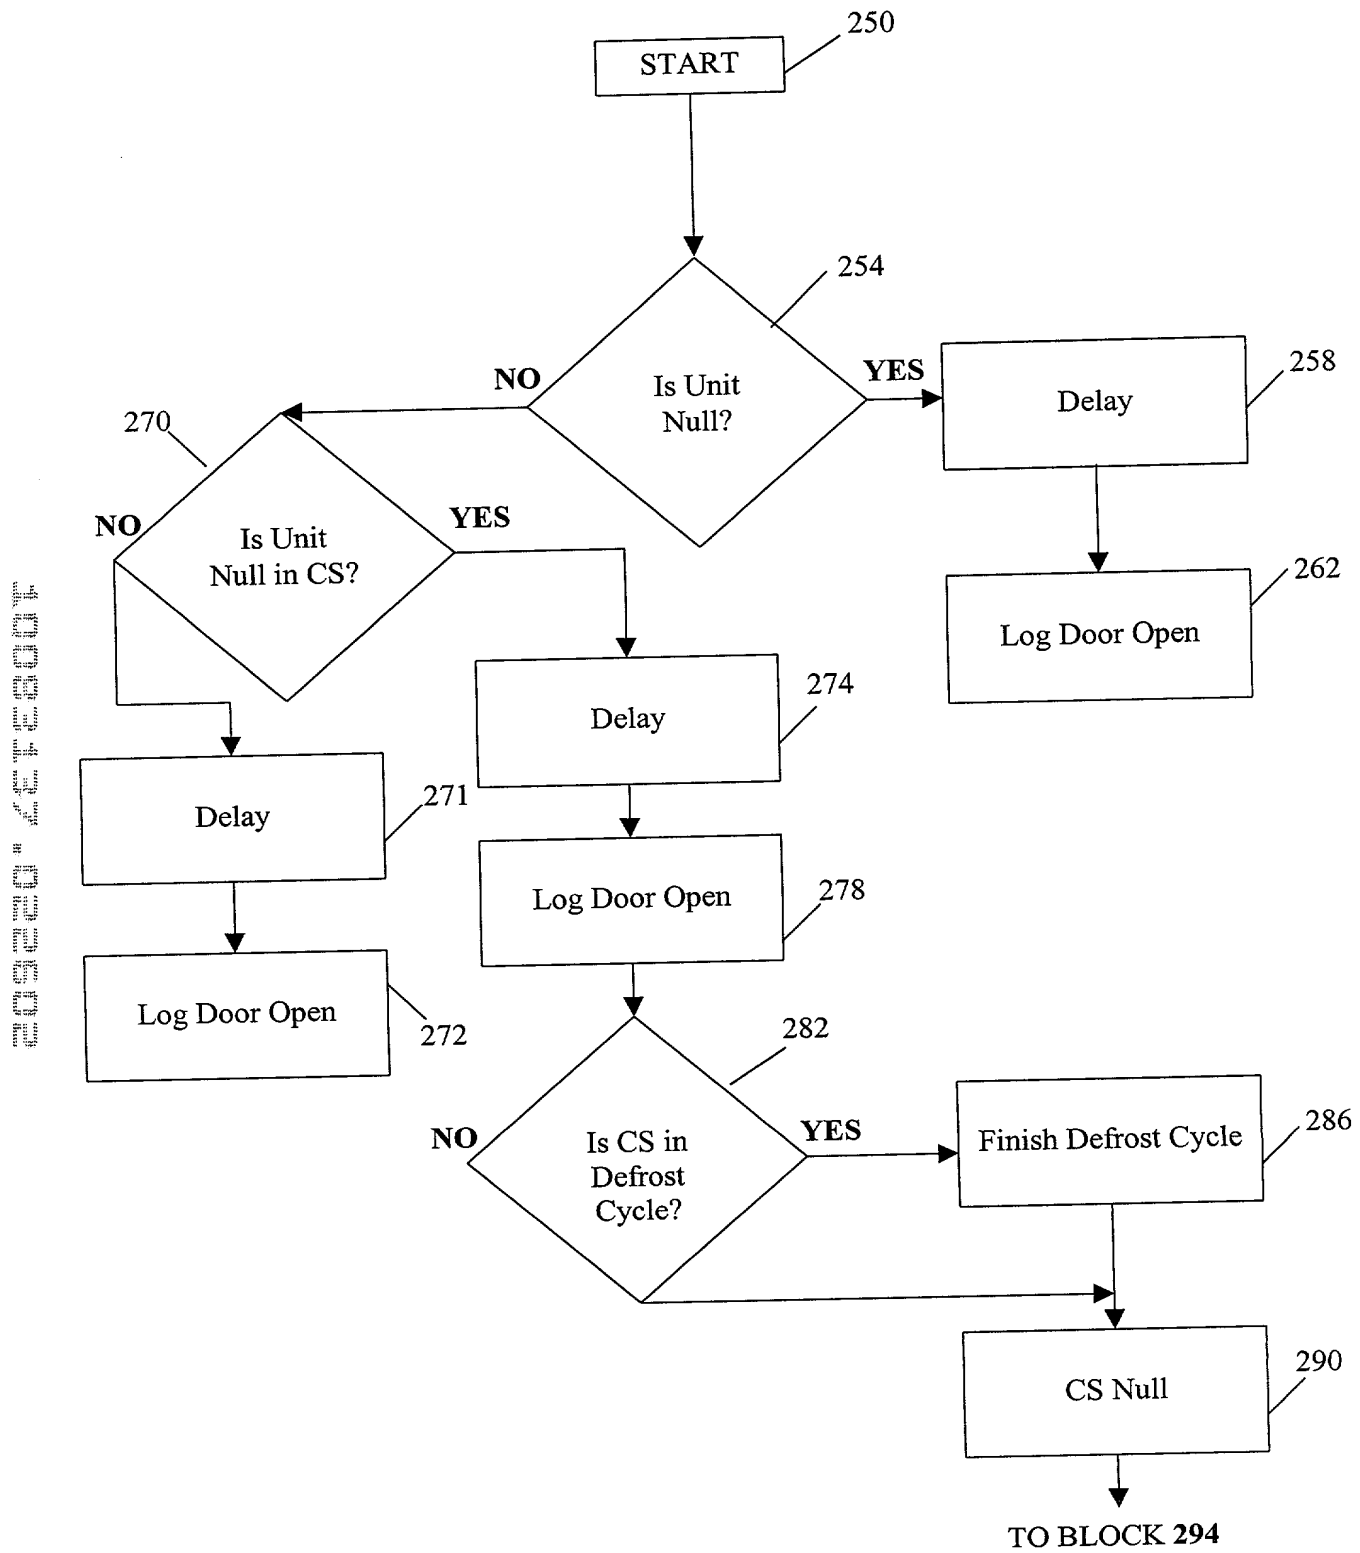 250
START
254
Is Unit
Null?
NO
YES
258
Delay
262
Log Door Open
270
NO
YES
Is Unit
Null in CS?
274
Delay
271
Delay
278
Log Door Open
272
Log Door Open
282
Is CS in
Defrost
Cycle?
NO
YES
286
Finish Defrost Cycle
290
CS Null
TO BLOCK 294
10083137.022602